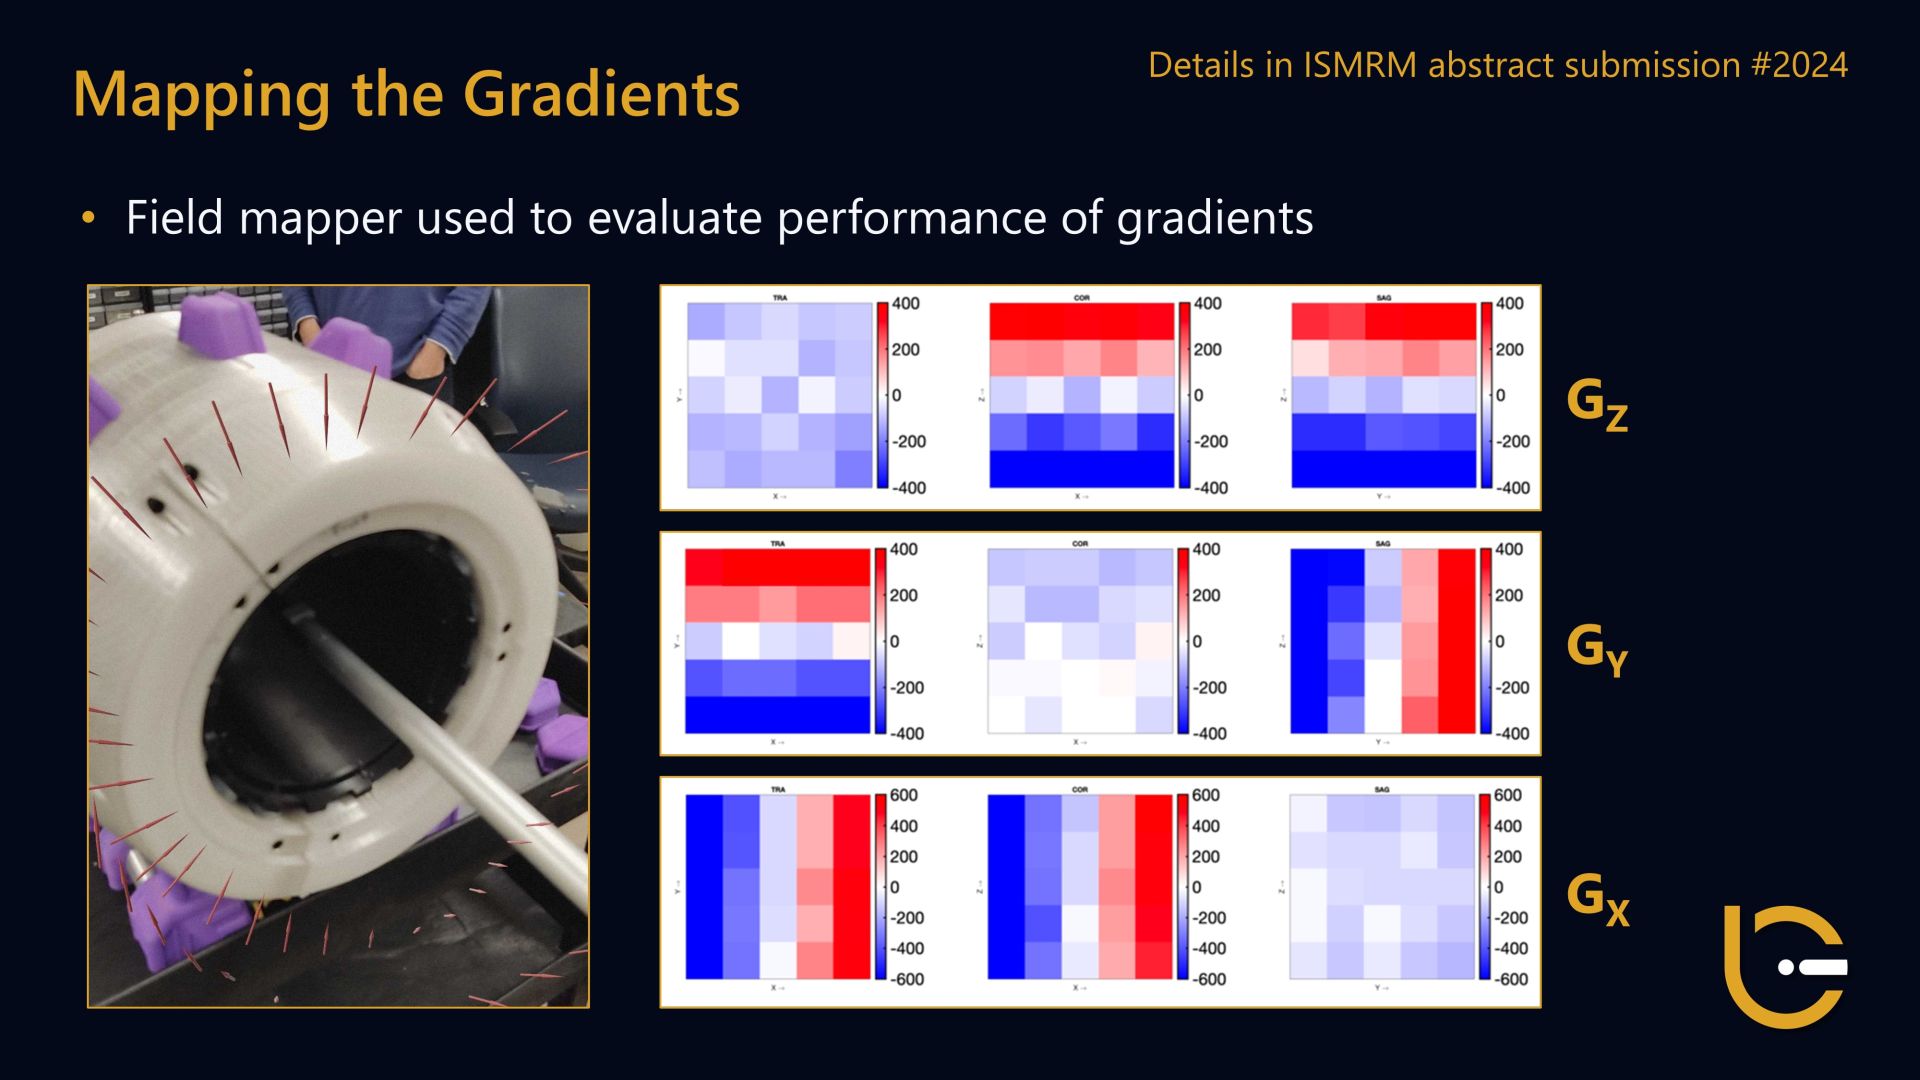 Details in ISMRM abstract submission #2024
Mapping the Gradients
• Field mapper used to evaluate performance of gradients
TRA
COR
SAG
400
200
0
-200
-400
400
200
0
-200
-400
400
200
0
-200
-400
Y→
Z→
Z→
X→
X→
Y→
GZ
TRA
COR
SAG
400
200
0
-200
-400
400
200
0
-200
-400
400
200
0
-200
-400
Y→
Z→
Z→
X→
X→
Y→
GY
TRA
COR
SAG
600
400
200
0
-200
-400
-600
600
400
200
0
-200
-400
-600
600
400
200
0
-200
-400
-600
Y→
Z→
Z→
X→
X→
Y→
GX